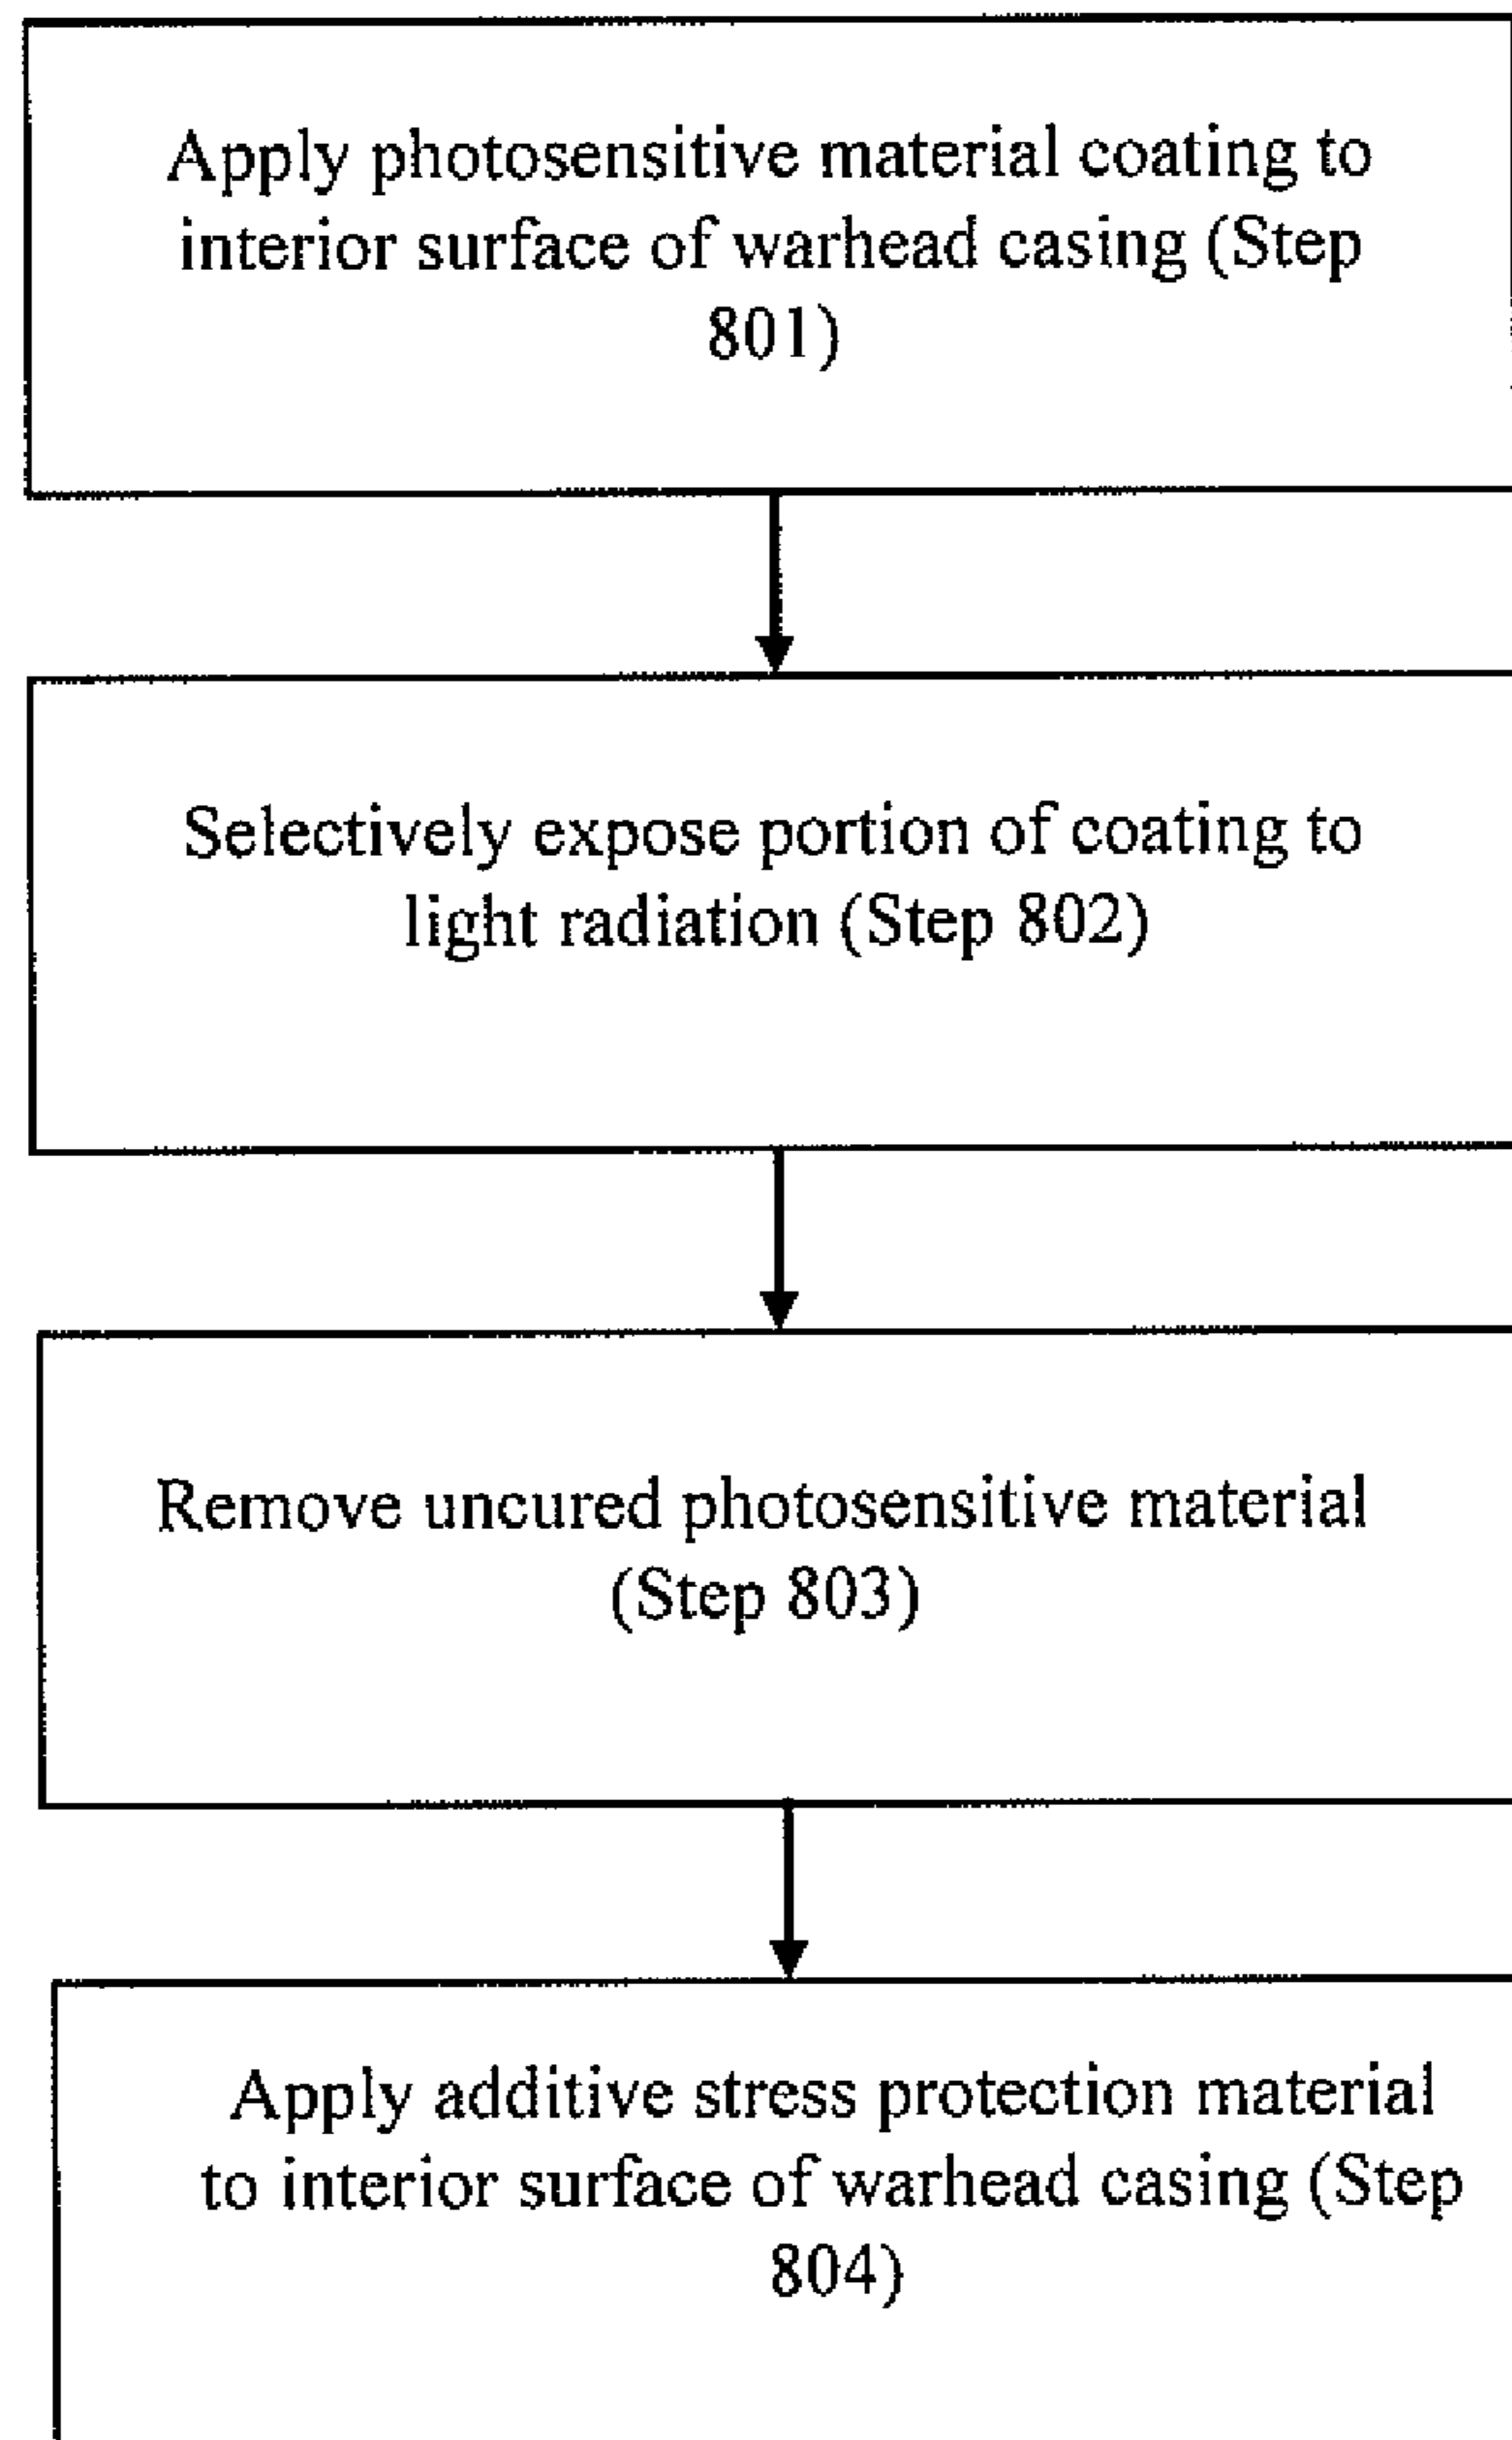 Apply photosensitive material coating to
interior surface of warhead casing (Step
801)
Selectively expose portion of coating to
light radiation (Step 802)
Remove uncured photosensitive material
(Step 803)
Apply additive stress protection material
to interior surface of warhead casing (Step
804)